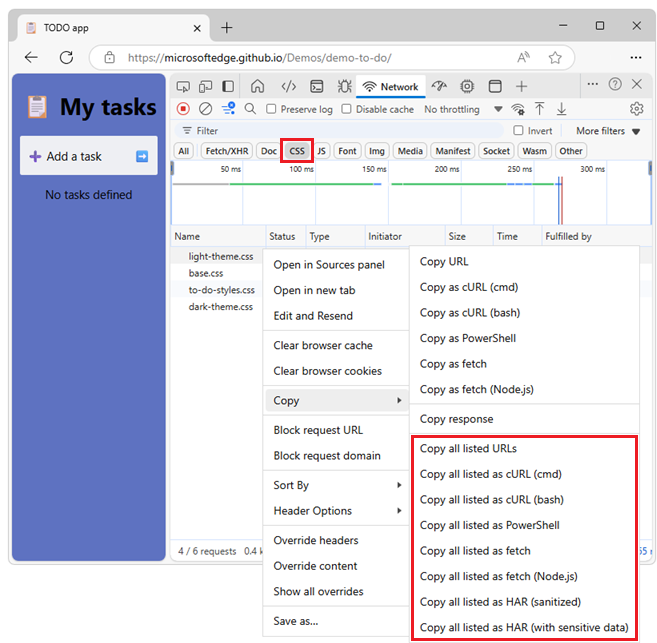 TODO app
https://microsoftedge.github.io/Demos/demo-to-do/
My tasks
Add a task
No tasks defined
Network
Preserve log Disable cache No throttling
Filter Invert More filters
All Fetch/XHR Doc CSS JS Font Img Media Manifest Socket Wasm Other
50 ms 100 ms 150 ms 200 ms 250 ms 300 ms
Name Status Type Initiator Size Time Fulfilled by
light-theme.css
base.css
to-do-styles.css
dark-theme.css
4 / 6 requests 0.4 k
Open in Sources panel
Open in new tab
Edit and Resend
Clear browser cache
Clear browser cookies
Copy
Block request URL
Block request domain
Sort By
Header Options
Override headers
Override content
Show all overrides
Save as...
Copy URL
Copy as cURL (cmd)
Copy as cURL (bash)
Copy as PowerShell
Copy as fetch
Copy as fetch (Node.js)
Copy response
Copy all listed URLs
Copy all listed as cURL (cmd)
Copy all listed as cURL (bash)
Copy all listed as PowerShell
Copy all listed as fetch
Copy all listed as fetch (Node.js)
Copy all listed as HAR (sanitized)
Copy all listed as HAR (with sensitive data)